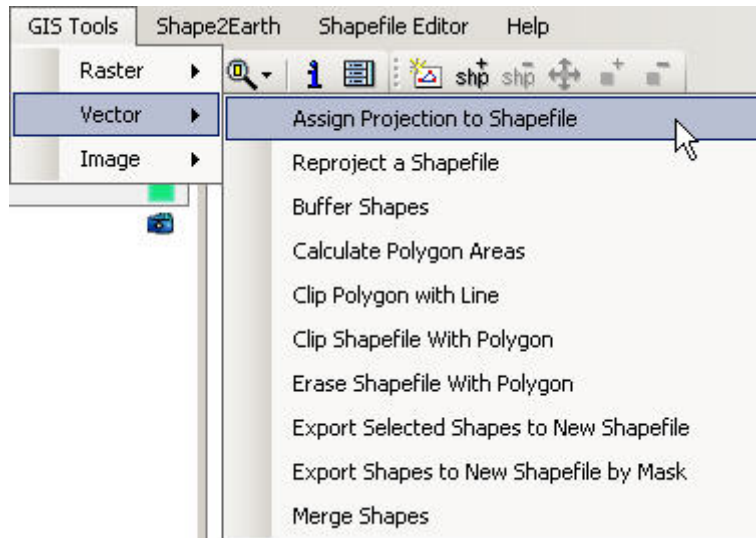 GIS Tools Shape2Earth Shapefile Editor Help
Raster
Vector
Image
shp shp
Assign Projection to Shapefile
Reproject a Shapefile
Buffer Shapes
Calculate Polygon Areas
Clip Polygon with Line
Clip Shapefile With Polygon
Erase Shapefile With Polygon
Export Selected Shapes to New Shapefile
Export Shapes to New Shapefile by Mask
Merge Shapes